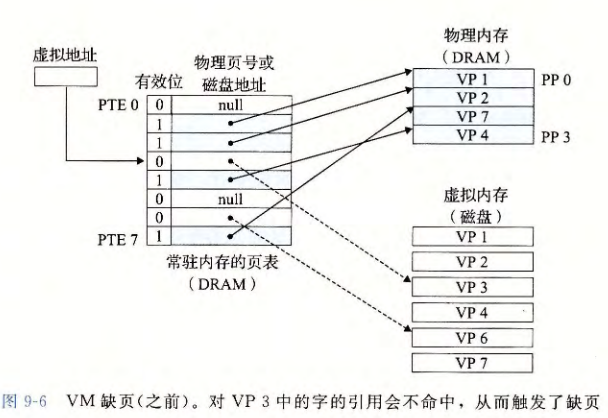 虚拟地址
物理页号或
有效位 磁盘地址
PTE 0 0 null
1
1
0
1
0 null
0
PTE 7 1
常驻内存的页表
(DRAM)
物理内存
(DRAM)
VP 1 PP 0
VP 2
VP 7
VP 4 PP 3
虚拟内存
(磁盘)
VP 1
VP 2
VP 3
VP 4
VP 6
VP 7
图 9-6 VM 缺页(之前)。对 VP 3 中的字的引用会不命中，从而触发了缺页